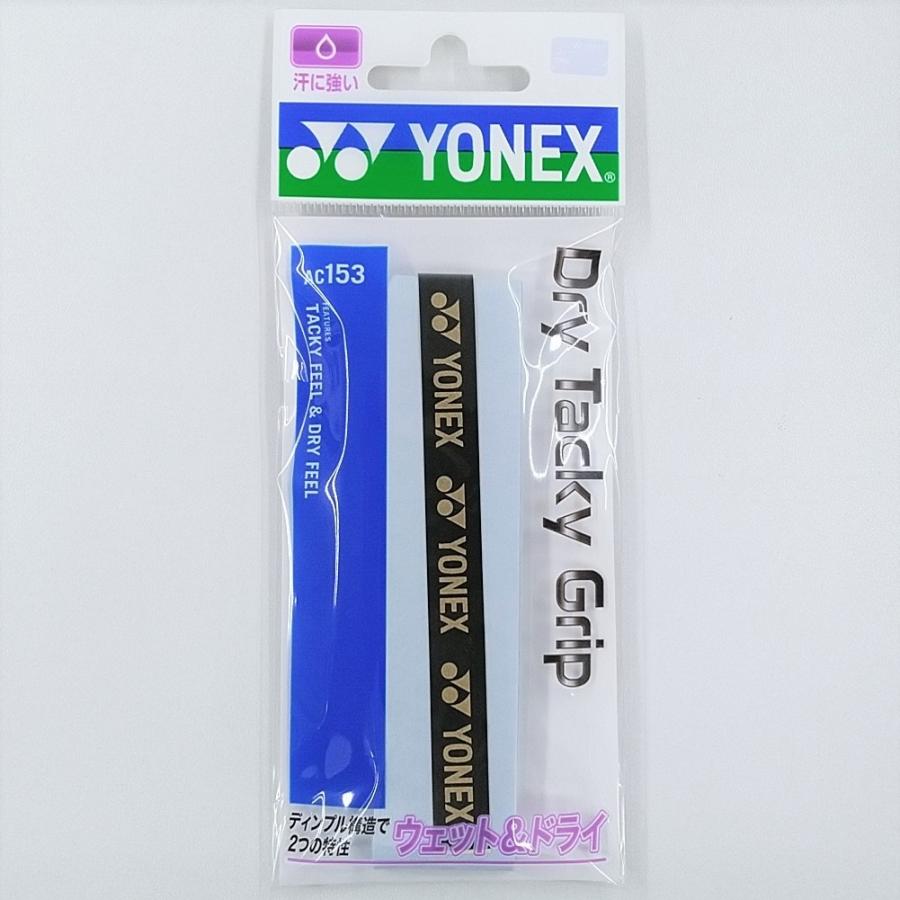 汗に強い
YONEX®
AC153
FEATURES
TACKY FEEL & DRY FEEL
YONEX
YONEX
YONEX
Dry Tacky Grip
ディンプル構造で
2つの特性
ウェット&ドライ